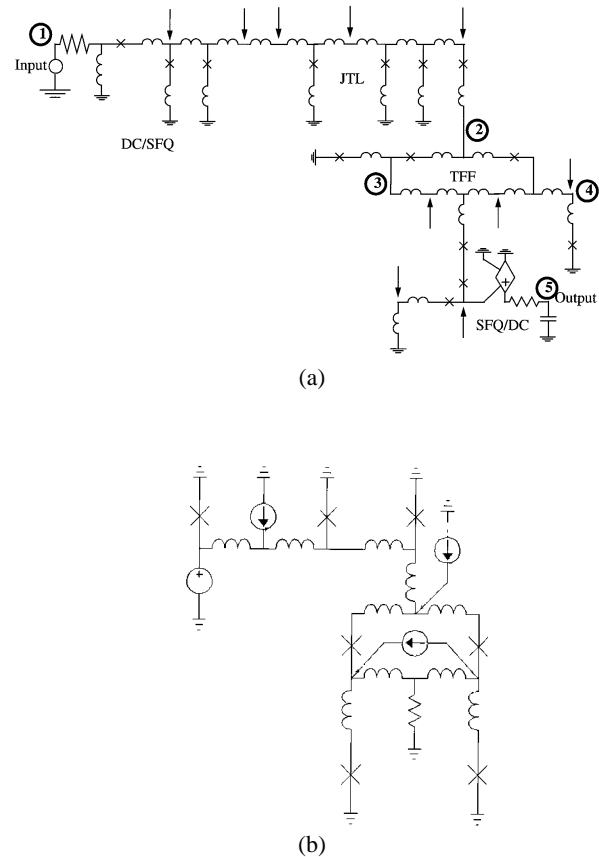 1
Input
JTL
DC/SFQ
2
3
TFF
4
5
Output
SFQ/DC
(a)
+
(b)